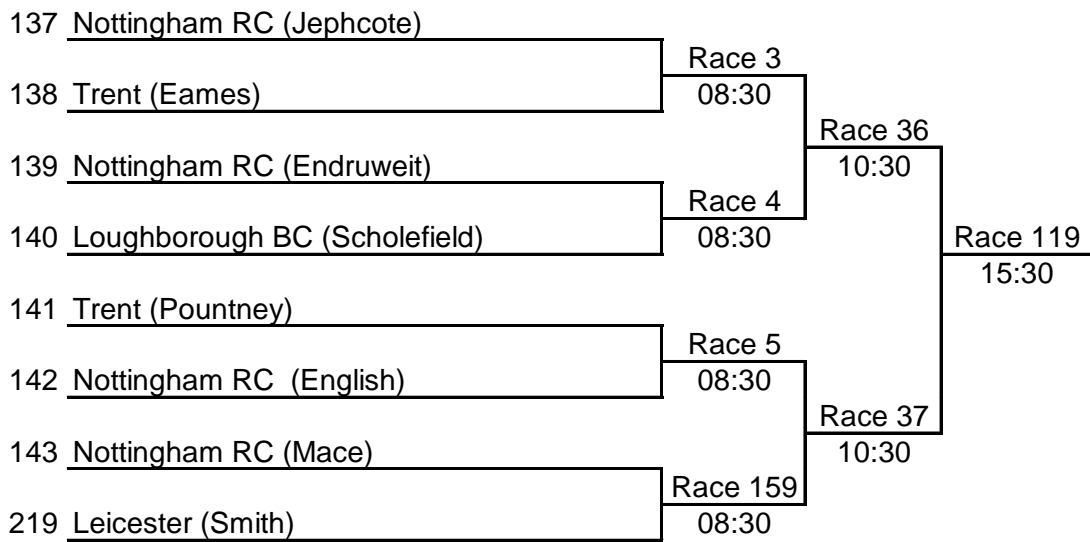 137 Nottingham RC (Jephcote)
Race 3
138 Trent (Eames)
08:30
Race 36
139 Nottingham RC (Endruweit)
10:30
Race 4
140 Loughborough BC (Scholefield)
08:30
Race 119
15:30
141 Trent (Pountney)
Race 5
142 Nottingham RC (English)
08:30
Race 37
143 Nottingham RC (Mace)
10:30
Race 159
219 Leicester (Smith)
08:30